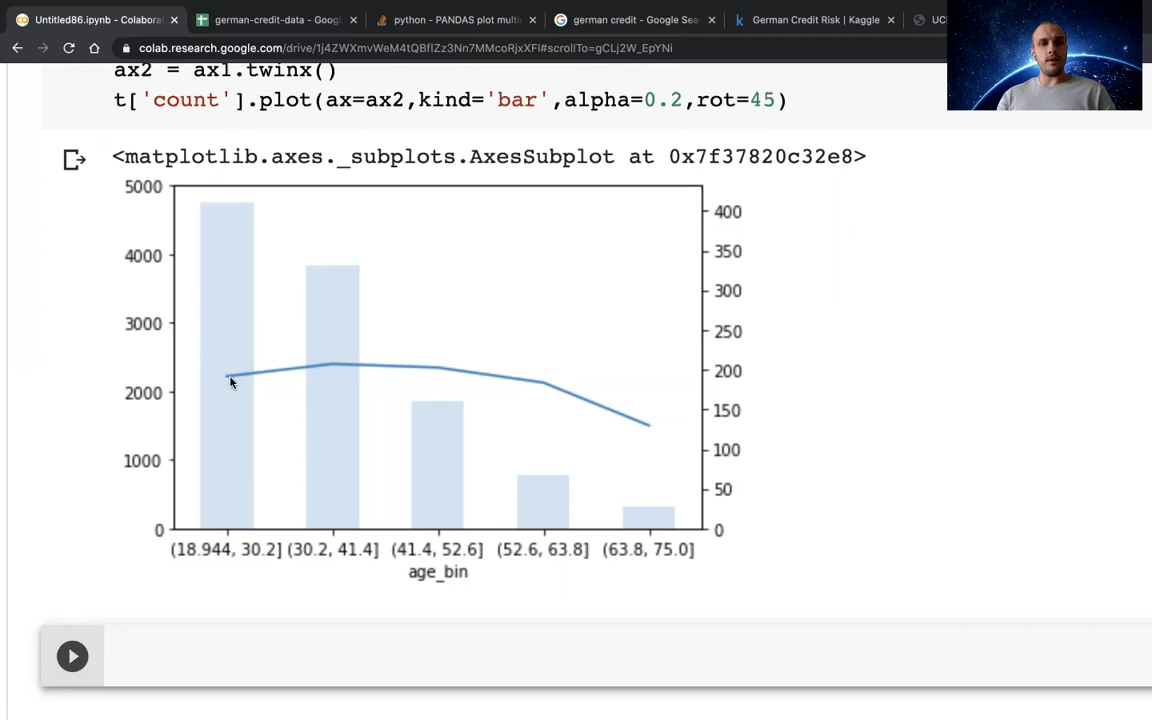 Untitled86.ipynb - Colabora
german-credit-data - Goog
python - PANDAS plot multi
german credit - Google Sea
German Credit Risk | Kaggle
UCI
colab.research.google.com/drive/1j4ZWXmvWeM4tQBfIZz3Nn7MMcoRjxXFl#scrollTo=gCLj2W_EpYNi
ax2 = ax1.twinx()
t['count'].plot(ax=ax2,kind='bar',alpha=0.2,rot=45)
<matplotlib.axes._subplots.AxesSubplot at 0x7f37820c32e8>
5000
4000
3000
2000
1000
0
400
350
300
250
200
150
100
50
0
(18.944, 30.2] (30.2, 41.4] (41.4, 52.6] (52.6, 63.8] (63.8, 75.0]
age_bin